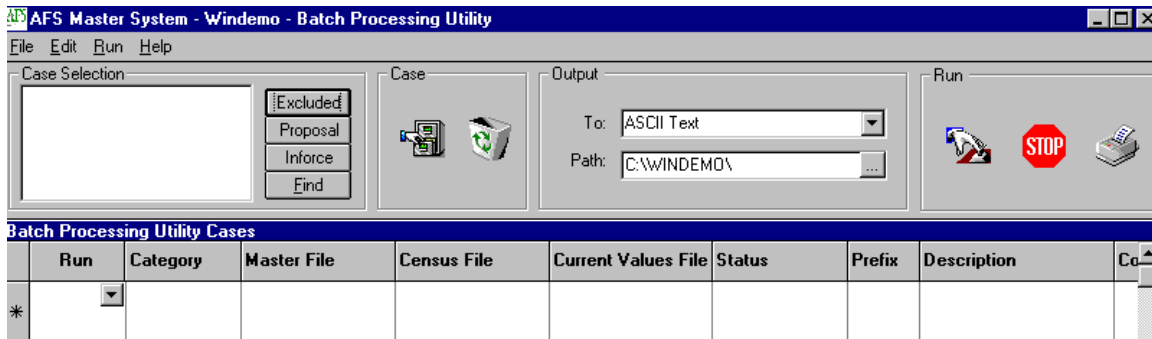 AFS AFS Master System - Windemo - Batch Processing Utility
File Edit Run Help
Case Selection
Excluded
Proposal
Inforce
Find
Case
Output
To: ASCII Text
Path: C:\WINDEMO\ ...
Run
STOP
Batch Processing Utility Cases
Run Category Master File Census File Current Values File Status Prefix Description Co
*